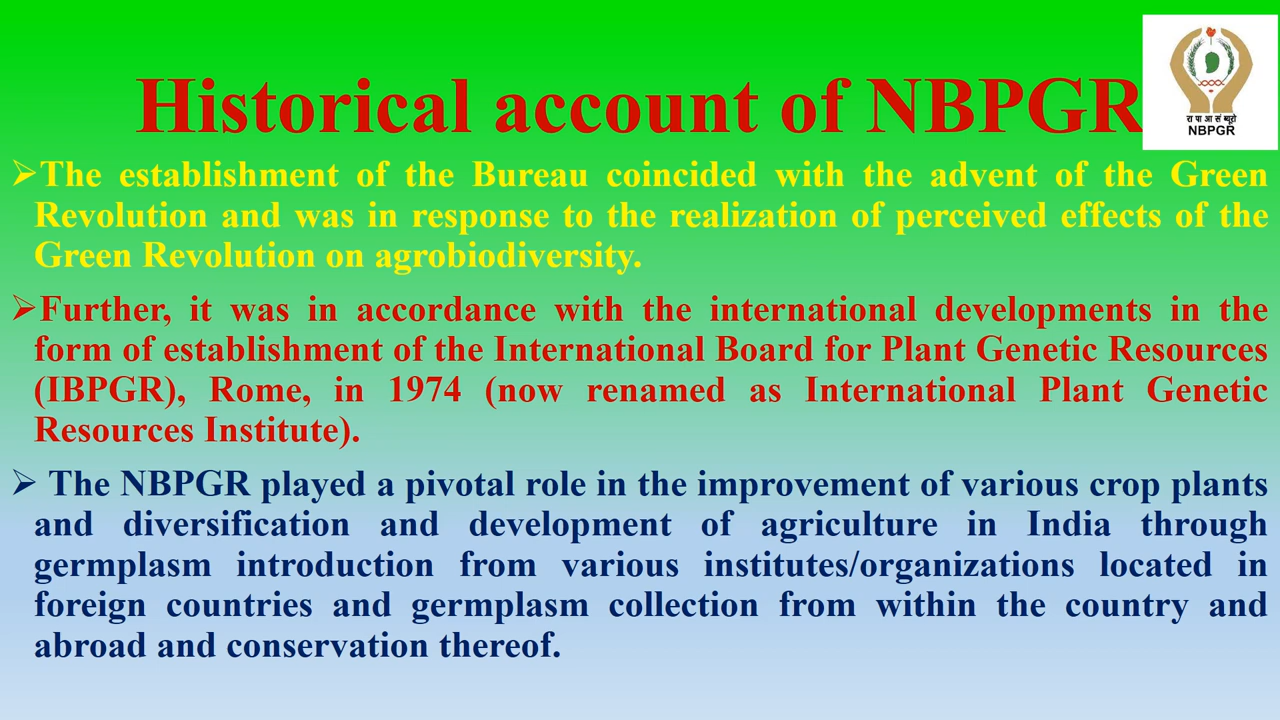 Historical account of NBPGR
रा पा आ सं ब्यूरो
NBPGR
➢The establishment of the Bureau coincided with the advent of the Green
Revolution and was in response to the realization of perceived effects of the
Green Revolution on agrobiodiversity.
➢Further, it was in accordance with the international developments in the
form of establishment of the International Board for Plant Genetic Resources
(IBPGR), Rome, in 1974 (now renamed as International Plant Genetic
Resources Institute).
➢ The NBPGR played a pivotal role in the improvement of various crop plants
and diversification and development of agriculture in India through
germplasm introduction from various institutes/organizations located in
foreign countries and germplasm collection from within the country and
abroad and conservation thereof.